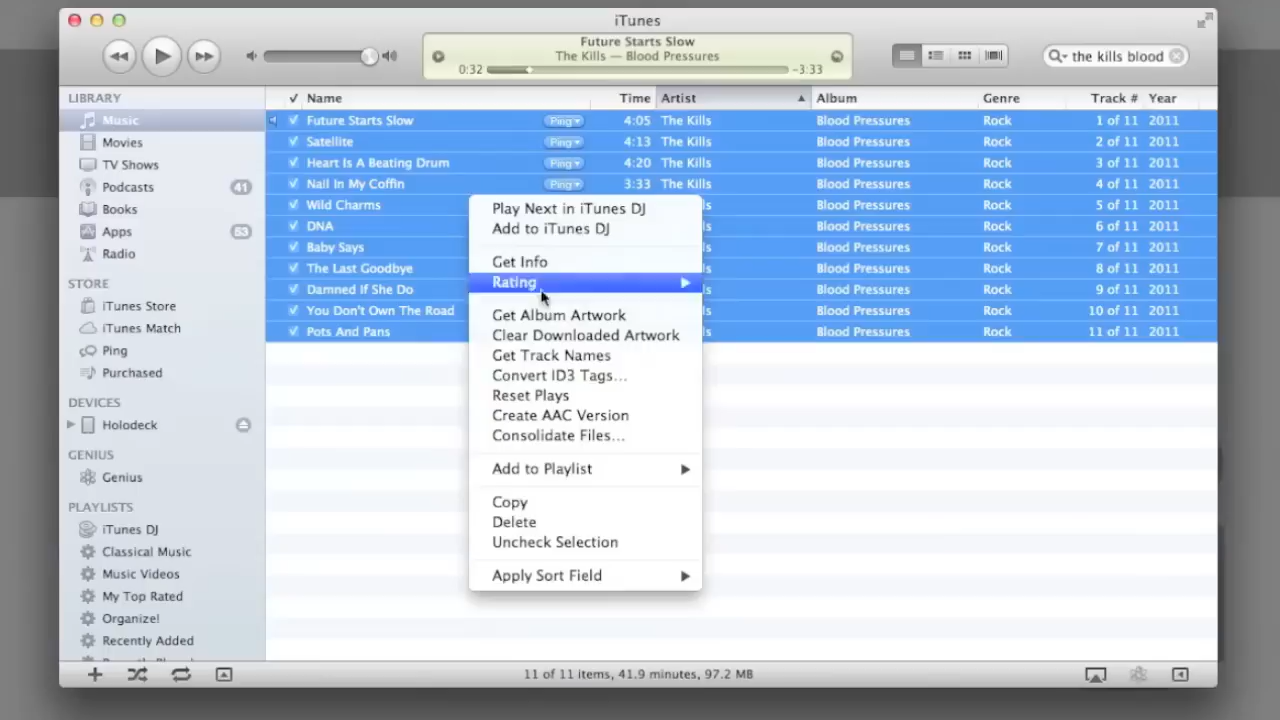 iTunes
Future Starts Slow
The Kills — Blood Pressures
0:32 -3:33
the kills blood
LIBRARY
Music
Movies
TV Shows
Podcasts 41
Books
Apps 53
Radio
STORE
iTunes Store
iTunes Match
Ping
Purchased
DEVICES
Holodeck
GENIUS
Genius
PLAYLISTS
iTunes DJ
Classical Music
Music Videos
My Top Rated
Organize!
Recently Added
✓ Name Time Artist Album Genre Track # Year
✓ Future Starts Slow Ping 4:05 The Kills Blood Pressures Rock 1 of 11 2011
✓ Satellite Ping 4:13 The Kills Blood Pressures Rock 2 of 11 2011
✓ Heart Is A Beating Drum Ping 4:20 The Kills Blood Pressures Rock 3 of 11 2011
✓ Nail In My Coffin Ping 3:33 The Kills Blood Pressures Rock 4 of 11 2011
✓ Wild Charms ls Blood Pressures Rock 5 of 11 2011
✓ DNA ls Blood Pressures Rock 6 of 11 2011
✓ Baby Says ls Blood Pressures Rock 7 of 11 2011
✓ The Last Goodbye ls Blood Pressures Rock 8 of 11 2011
✓ Damned If She Do ls Blood Pressures Rock 9 of 11 2011
✓ You Don't Own The Road ls Blood Pressures Rock 10 of 11 2011
✓ Pots And Pans ls Blood Pressures Rock 11 of 11 2011
Play Next in iTunes DJ
Add to iTunes DJ
Get Info
Rating
Get Album Artwork
Clear Downloaded Artwork
Get Track Names
Convert ID3 Tags...
Reset Plays
Create AAC Version
Consolidate Files...
Add to Playlist
Copy
Delete
Uncheck Selection
Apply Sort Field
11 of 11 items, 41.9 minutes, 97.2 MB